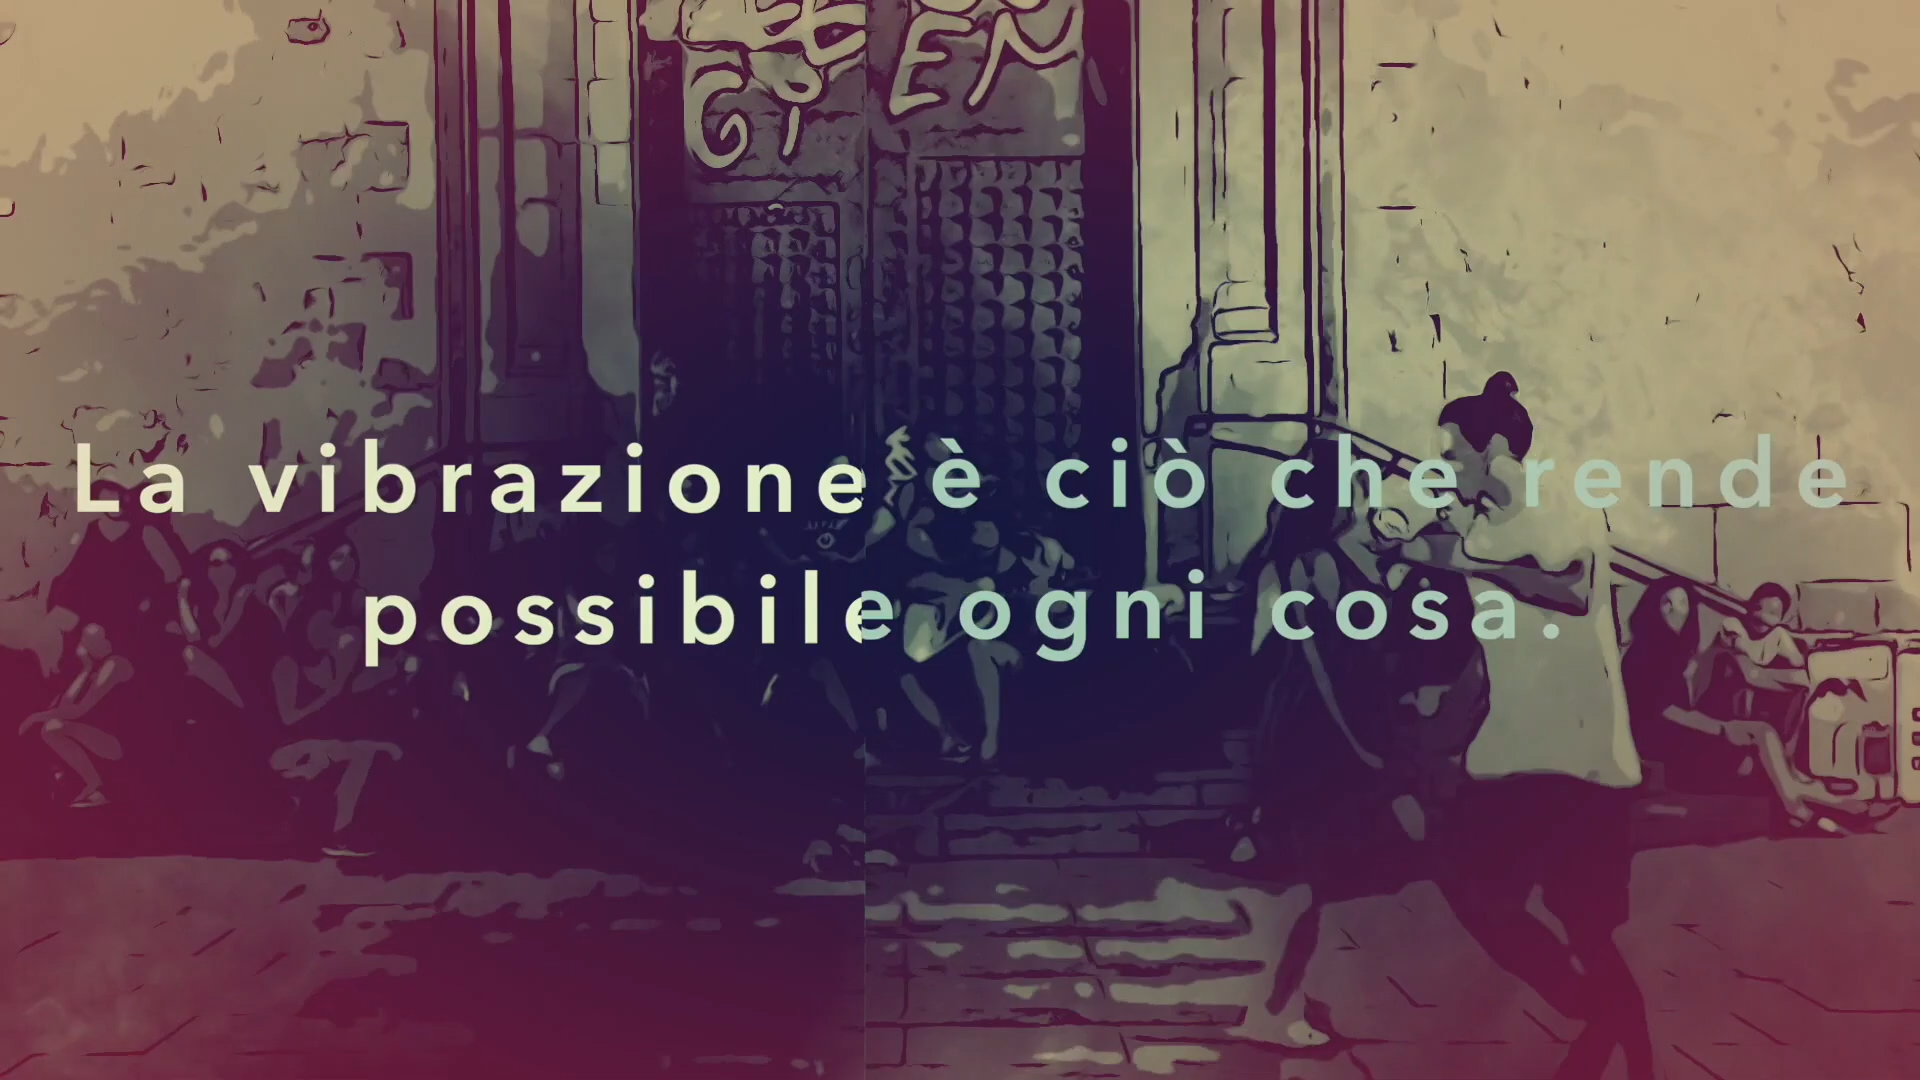 La vibrazione è ciò che rende
possibile ogni cosa.